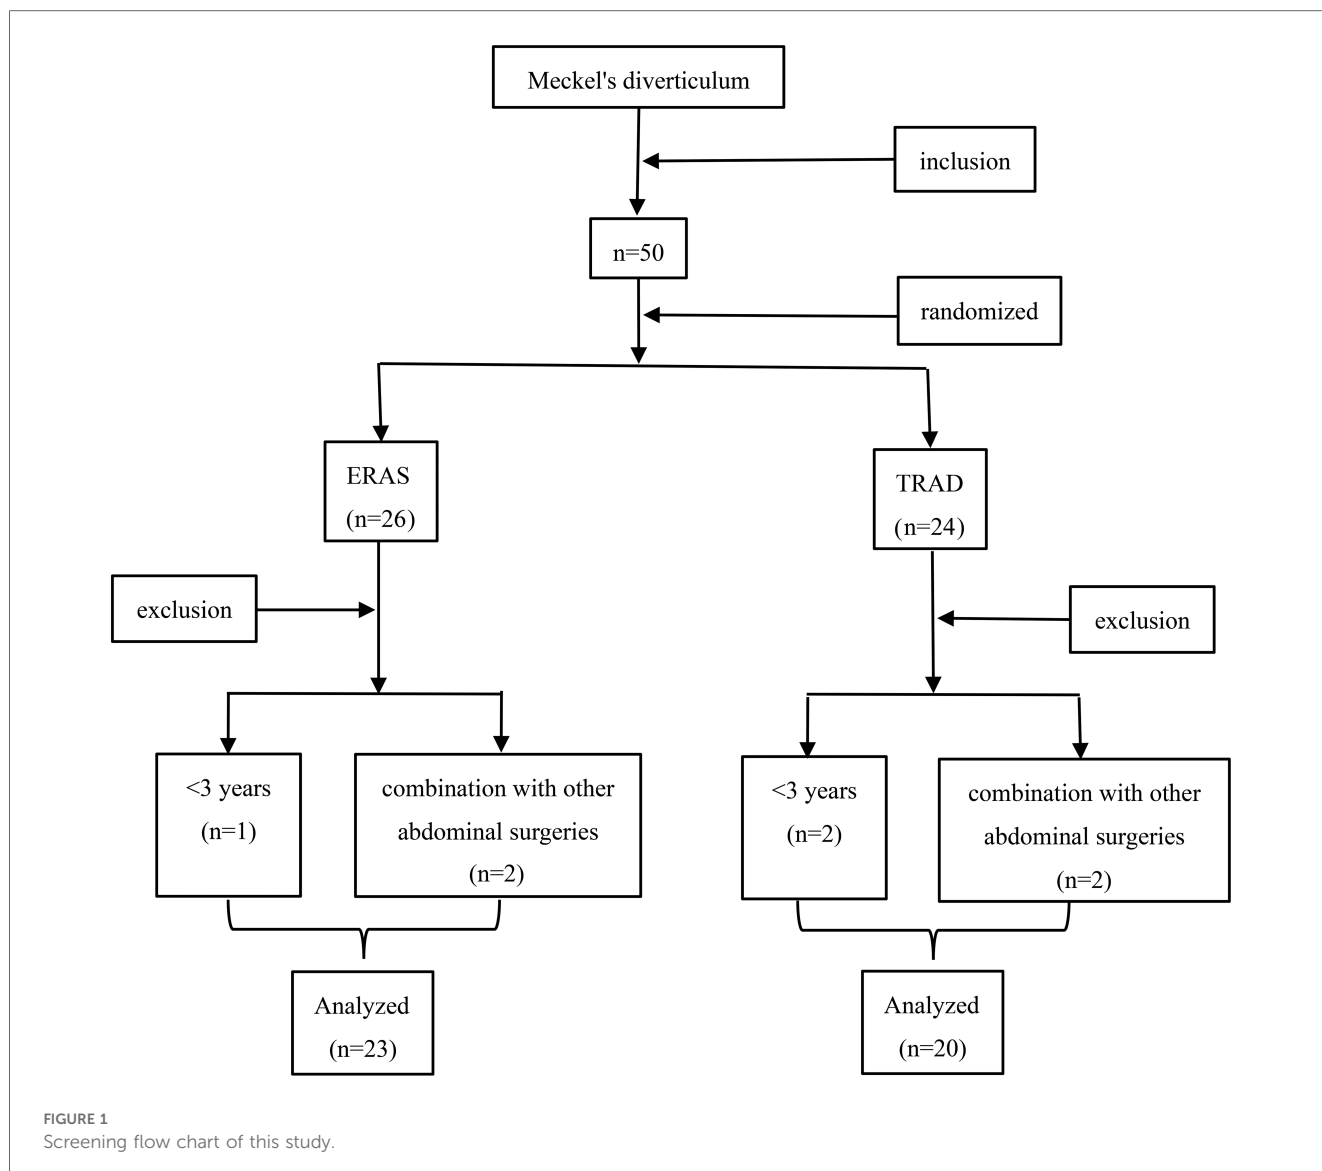 Meckel's diverticulum
inclusion
n=50
randomized
ERAS
(n=26)
TRAD
(n=24)
exclusion
exclusion
<3 years
(n=1)
combination with other
abdominal surgeries
(n=2)
<3 years
(n=2)
combination with other
abdominal surgeries
(n=2)
Analyzed
(n=23)
Analyzed
(n=20)
FIGURE 1
Screening flow chart of this study.